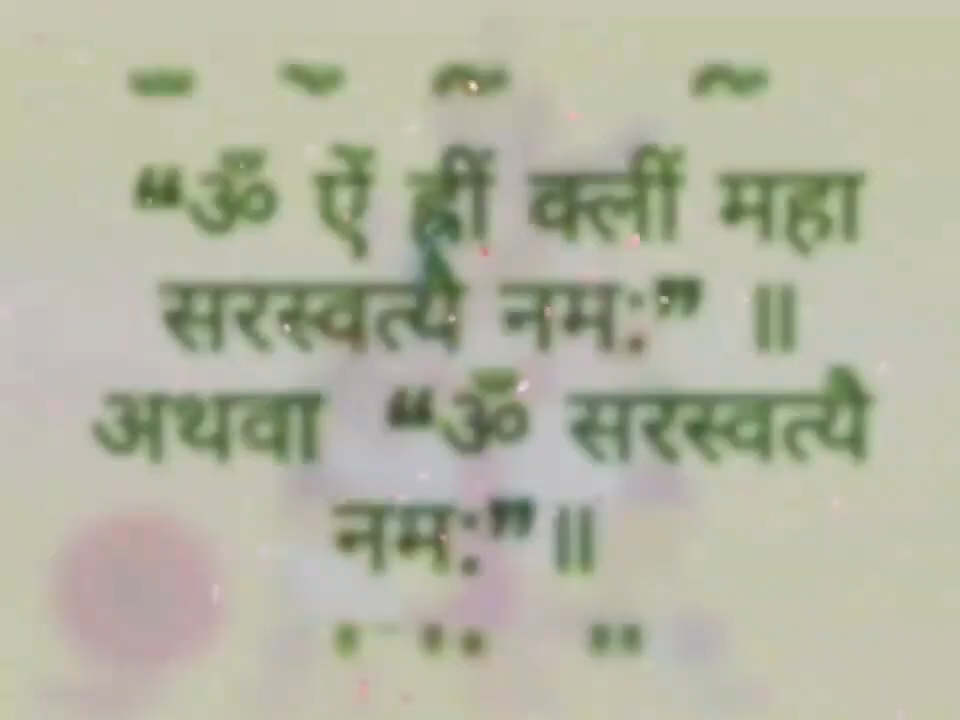 “ॐ ऐं ह्रीं क्लीं महा
सरस्वत्यै नम:” ॥
अथवा “ॐ सरस्वत्यै
नम:”॥